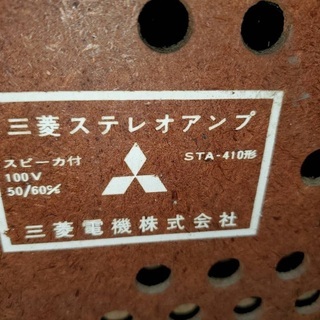 三菱ステレオアンプ
スピーカ付
100V
50/60%
STA-410形
三菱電機株式会社